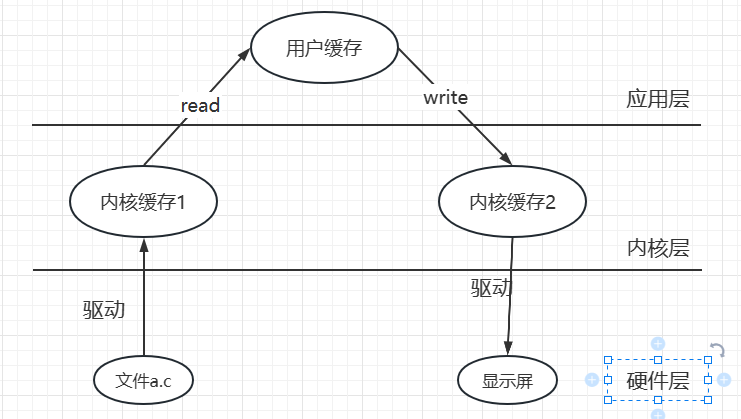 用户缓存
read
write
应用层
内核缓存1
内核缓存2
内核层
驱动
驱动
文件a.c
显示屏
硬件层